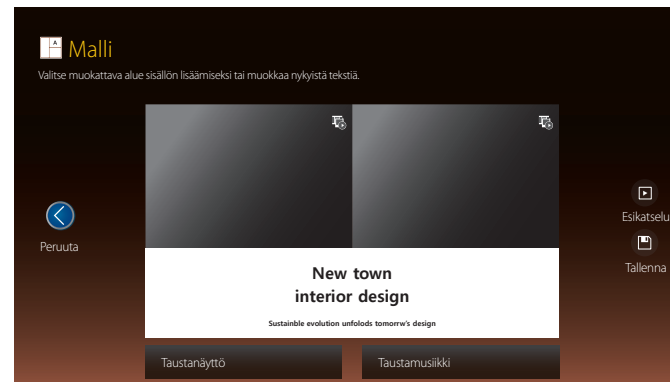 Malli
Valitse muokattava alue sisällön lisäämiseksi tai muokkaa nykyistä tekstiä.
Peruuta
New town
interior design
Sustainble evolution unfolods tomorrw's design
Esikatselu
Tallenna
Taustanäyttö
Taustamusiikki